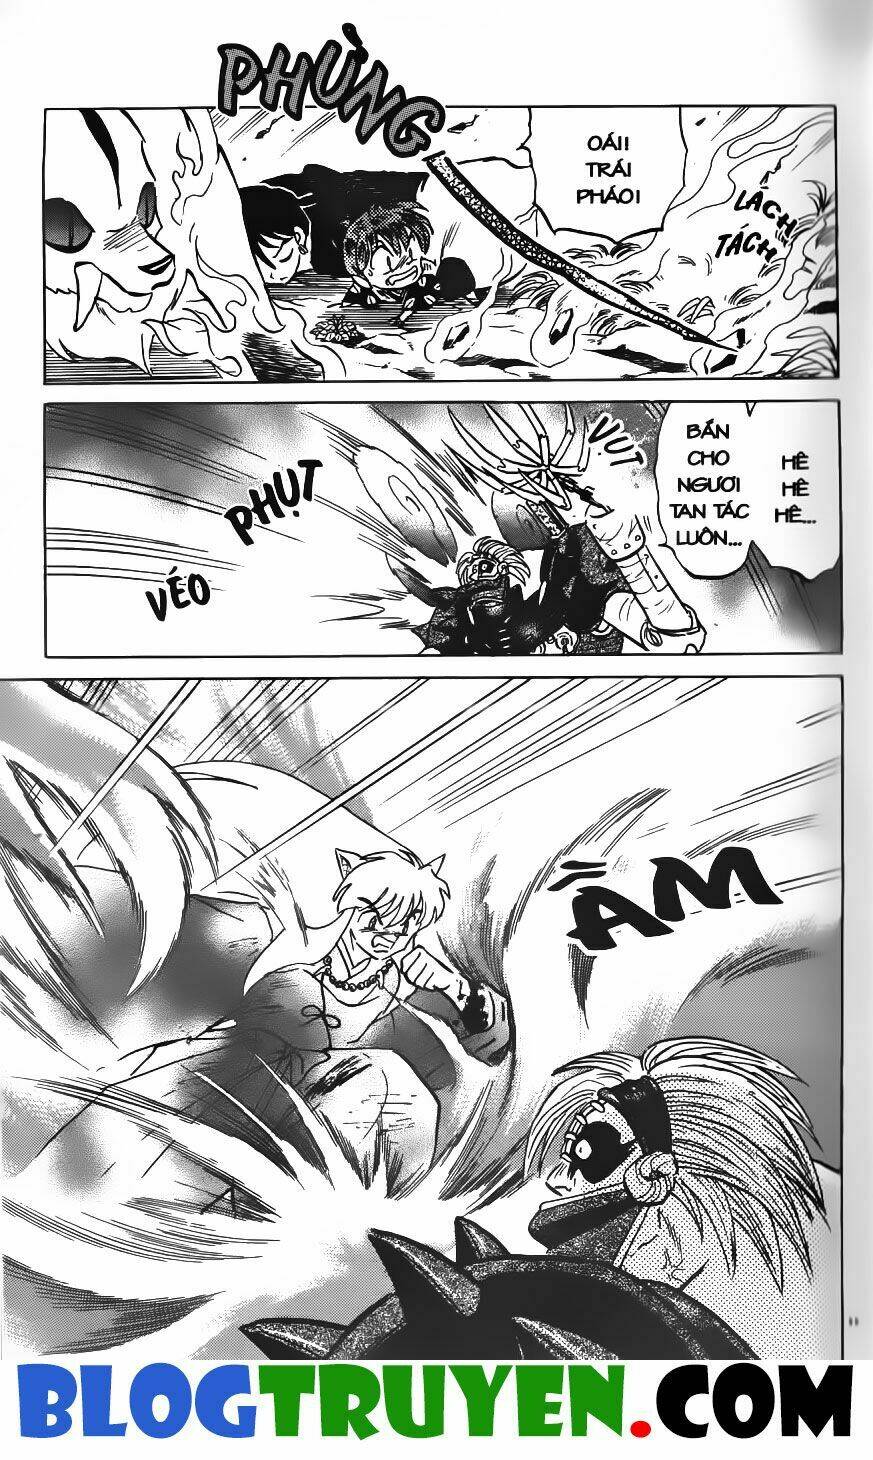 PHÙNG
OÁI!
TRÁI
PHÁO!
LÁCH
TÁCH
VÉO
PHỤT
VỤT
BẮN
CHO
NGƯƠI
TAN TÁC
LUÔN...
HÊ
HÊ
HÊ...
ẦM
11
BLOGTRUYEN.COM